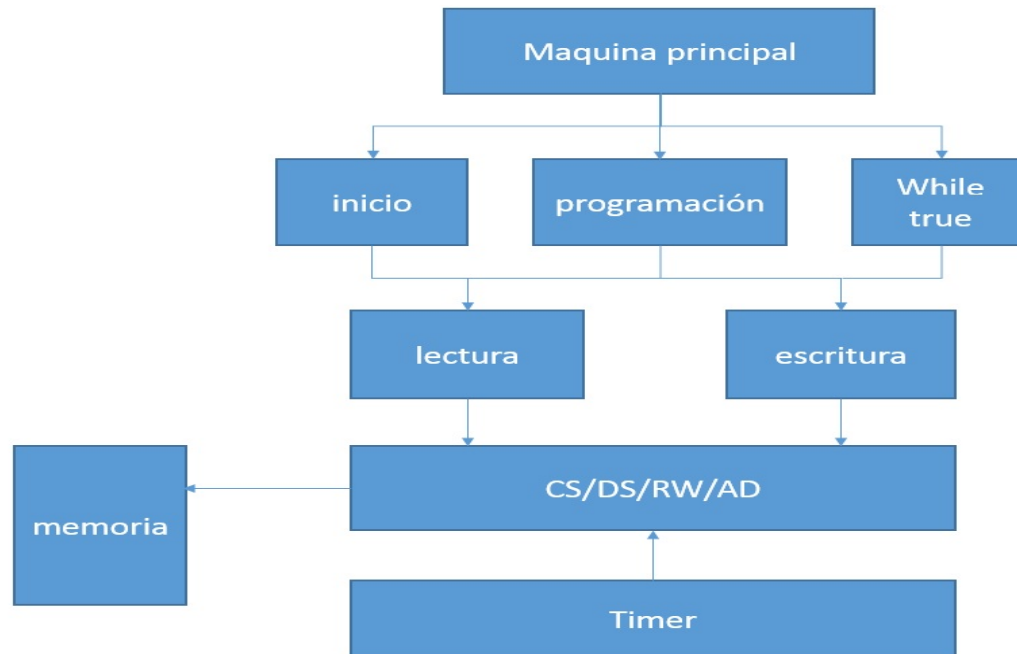 Maquina principal
inicio
programación
While
true
lectura
escritura
CS/DS/RW/AD
memoria
Timer